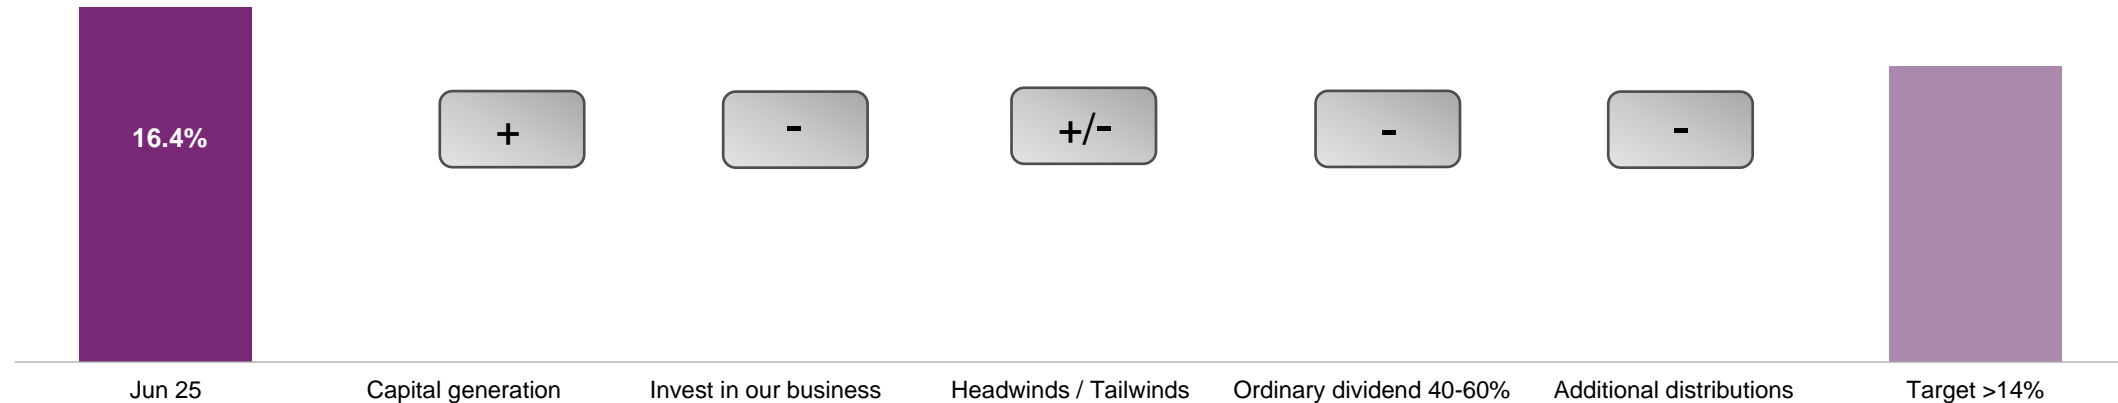 16.4%
+
-
+/-
-
-
Jun 25
Capital generation
Invest in our business
Headwinds / Tailwinds
Ordinary dividend 40-60%
Additional distributions
Target >14%